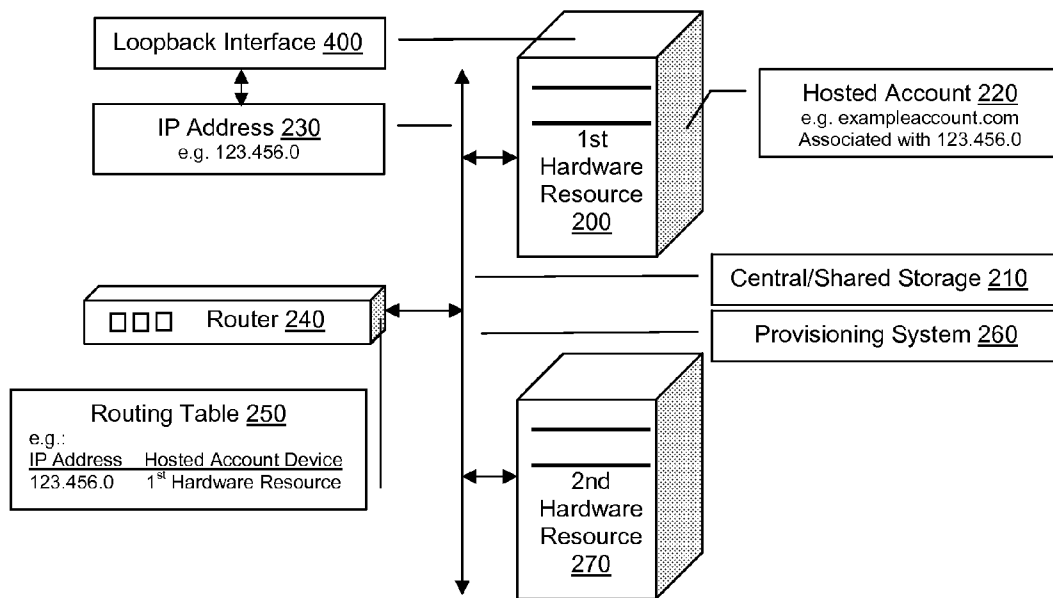 Loopback Interface 400
IP Address 230
e.g. 123.456.0
1st
Hardware
Resource
200
Hosted Account 220
e.g. exampleaccount.com
Associated with 123.456.0
Central/Shared Storage 210
Router 240
Provisioning System 260
Routing Table 250
e.g.:
IP Address Hosted Account Device
123.456.0 1st Hardware Resource
2nd
Hardware
Resource
270